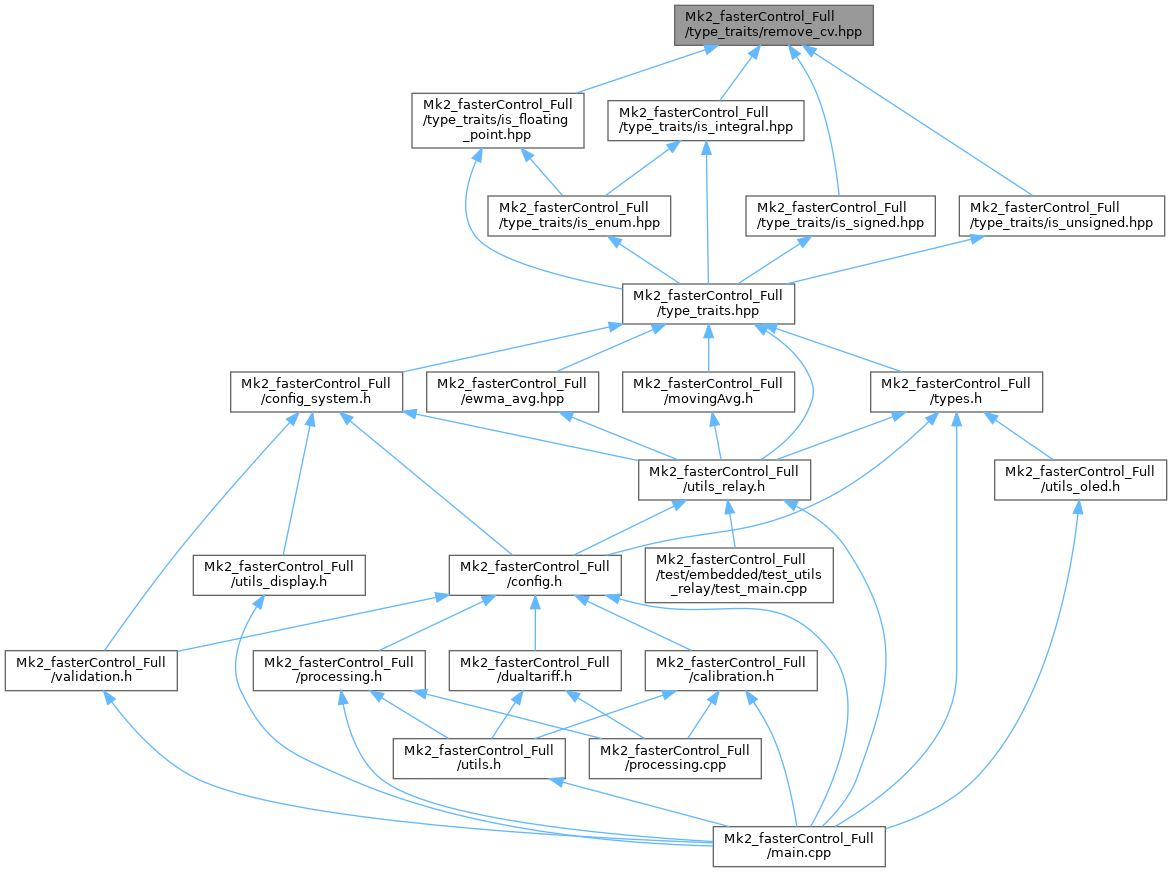 Mk2_fasterControl_Full
/type_traits/remove_cv.hpp
Mk2_fasterControl_Full
/type_traits/is_floating
_point.hpp
Mk2_fasterControl_Full
/type_traits/is_integral.hpp
Mk2_fasterControl_Full
/type_traits/is_enum.hpp
Mk2_fasterControl_Full
/type_traits/is_signed.hpp
Mk2_fasterControl_Full
/type_traits/is_unsigned.hpp
Mk2_fasterControl_Full
/type_traits.hpp
Mk2_fasterControl_Full
/config_system.h
Mk2_fasterControl_Full
/ewma_avg.hpp
Mk2_fasterControl_Full
/movingAvg.h
Mk2_fasterControl_Full
/types.h
Mk2_fasterControl_Full
/utils_relay.h
Mk2_fasterControl_Full
/utils_oled.h
Mk2_fasterControl_Full
/utils_display.h
Mk2_fasterControl_Full
/config.h
Mk2_fasterControl_Full
/test/embedded/test_utils
_relay/test_main.cpp
Mk2_fasterControl_Full
/validation.h
Mk2_fasterControl_Full
/processing.h
Mk2_fasterControl_Full
/dualtariff.h
Mk2_fasterControl_Full
/calibration.h
Mk2_fasterControl_Full
/utils.h
Mk2_fasterControl_Full
/processing.cpp
Mk2_fasterControl_Full
/main.cpp